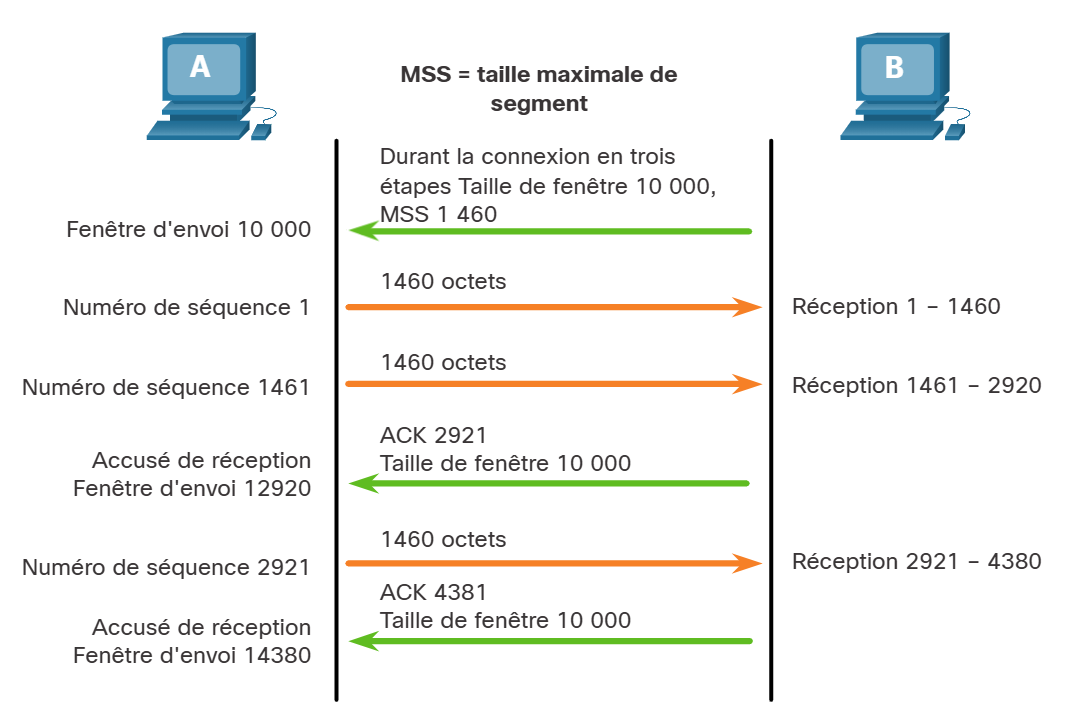 A
B
MSS = taille maximale de
segment
Durant la connexion en trois
étapes Taille de fenêtre 10 000,
MSS 1 460
Fenêtre d'envoi 10 000
1460 octets
Numéro de séquence 1
Réception 1 – 1460
1460 octets
Numéro de séquence 1461
Réception 1461 – 2920
ACK 2921
Taille de fenêtre 10 000
Accusé de réception
Fenêtre d'envoi 12920
1460 octets
Numéro de séquence 2921
Réception 2921 – 4380
ACK 4381
Taille de fenêtre 10 000
Accusé de réception
Fenêtre d'envoi 14380